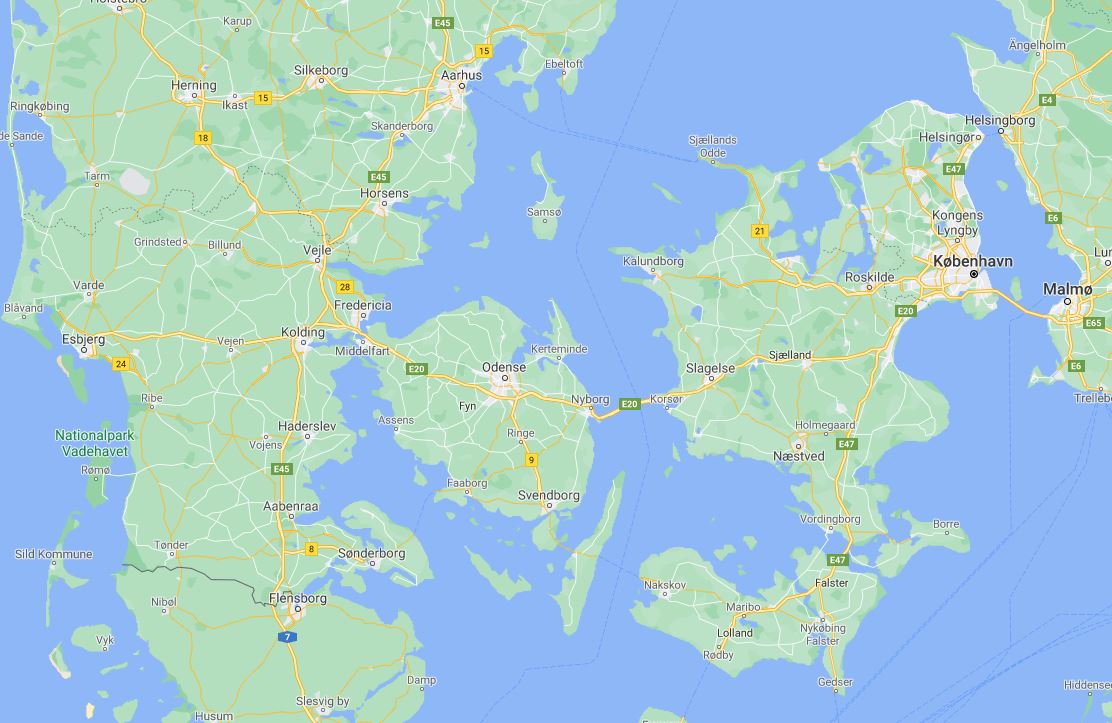 Holstebro
Karup
E45
15
Aarhus
Ebeltoft
Ängelholm
Silkeborg
Herning
Ikast
15
E4
Ringkøbing
Skanderborg
Helsingborg
Helsingør
de Sande
18
Sjællands
Odde
E47
Tarm
E45
Horsens
Samsø
Kongens
Lyngby
E6
21
Grindsted
Billund
Vejle
Kalundborg
København
Lun
Roskilde
Varde
28
Malmø
Blåvand
Fredericia
E20
E65
Esbjerg
Kolding
Vejen
Middelfart
Kerteminde
Sjælland
24
E20
Odense
Slagelse
E6
Ribe
Fyn
Nyborg
E20
Korsør
Trelleb
Assens
Haderslev
Ringe
Holmegaard
Nationalpark
Vadehavet
Vojens
E47
Næstved
Rømø
E45
9
Faaborg
Svendborg
Aabenraa
Vordingborg
Borre
Tønder
8
Sild Kommune
Sønderborg
E47
Nakskov
Falster
Nibøl
Flensborg
Maribo
Lolland
Nykøbing
Falster
Vyk
7
Rødby
Damp
Gedser
Hiddensee
Slesvig by
Husum